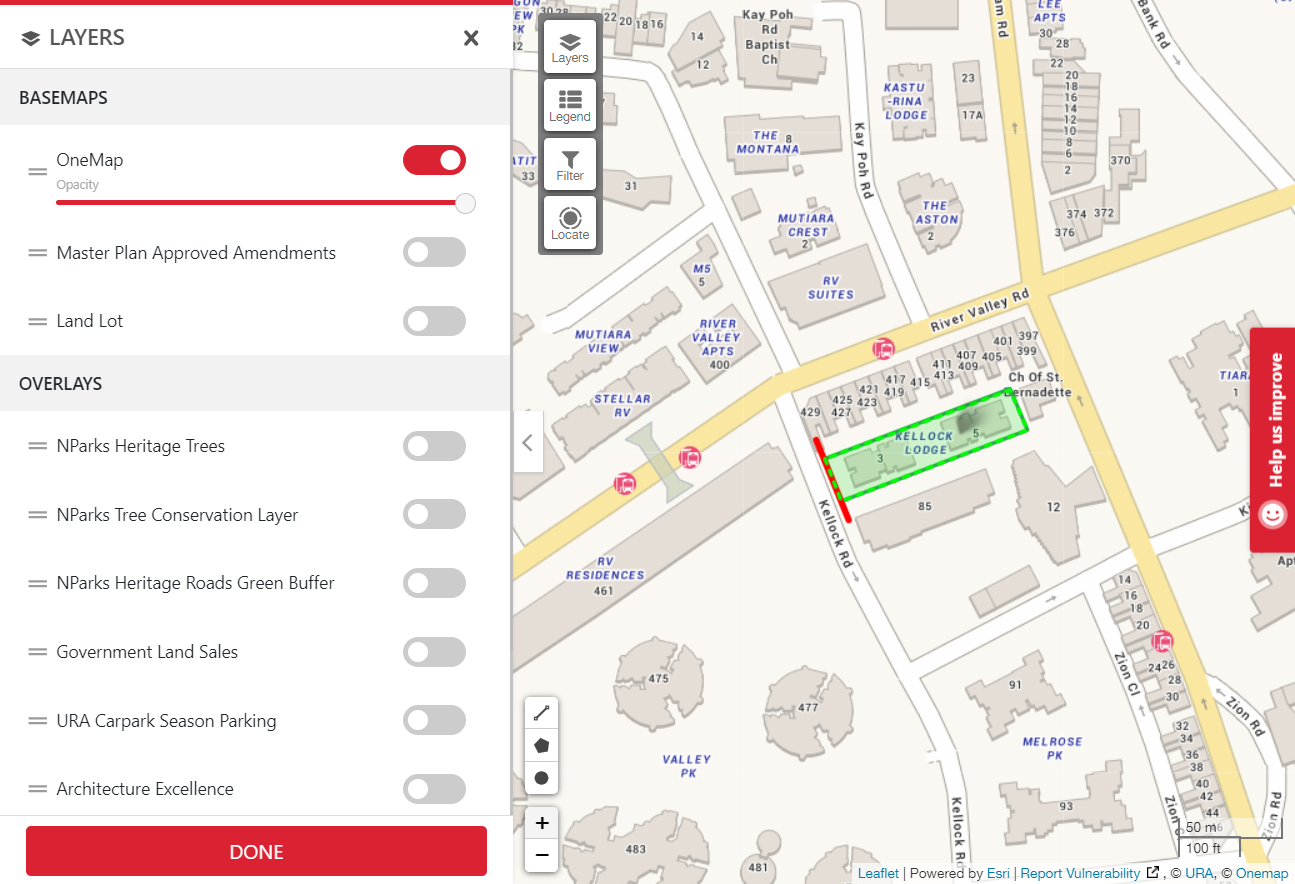 LAYERS
BASEMAPS
OneMap
Opacity
Master Plan Approved Amendments
Land Lot
OVERLAYS
NParks Heritage Trees
NParks Tree Conservation Layer
NParks Heritage Roads Green Buffer
Government Land Sales
URA Carpark Season Parking
Architecture Excellence
DONE
Layers
Legend
Filter
Locate
20
18
16
14
12
Kay Poh
Rd
Baptist
Ch
LEE
APTS
30
28
22
20
18
16
14
12
10
8
6
2
Bank Rd
KASTU
-RINA
LODGE
23
17A
370
374
372
376
THE
MONTANA
8
Kay Poh Rd
31
33
MUTIARA
CREST
2
THE
ASTON
2
M5
5
RV
SUITES
River Valley Rd
MUTIARA
VIEW
RIVER
VALLEY
APTS
400
STELLAR
RV
401
397
399
407
405
411
409
413
417
415
421
419
425
423
429
427
Ch Of St.
Bernadette
KELLOCK
LODGE
3
5
TIARA
1
Help us improve
85
12
Kellock Rd
RV
RESIDENCES
461
14
16
18
20
24
26
28
30
Zion Cl
Zion Rd
32
34
36
38
40
42
44
Zion Rd
475
477
VALLEY
PK
91
MELROSE
PK
93
Kellock Rd
483
481
+
−
50 m
100 ft
Leaflet | Powered by Esri | Report Vulnerability , © URA, © Onemap